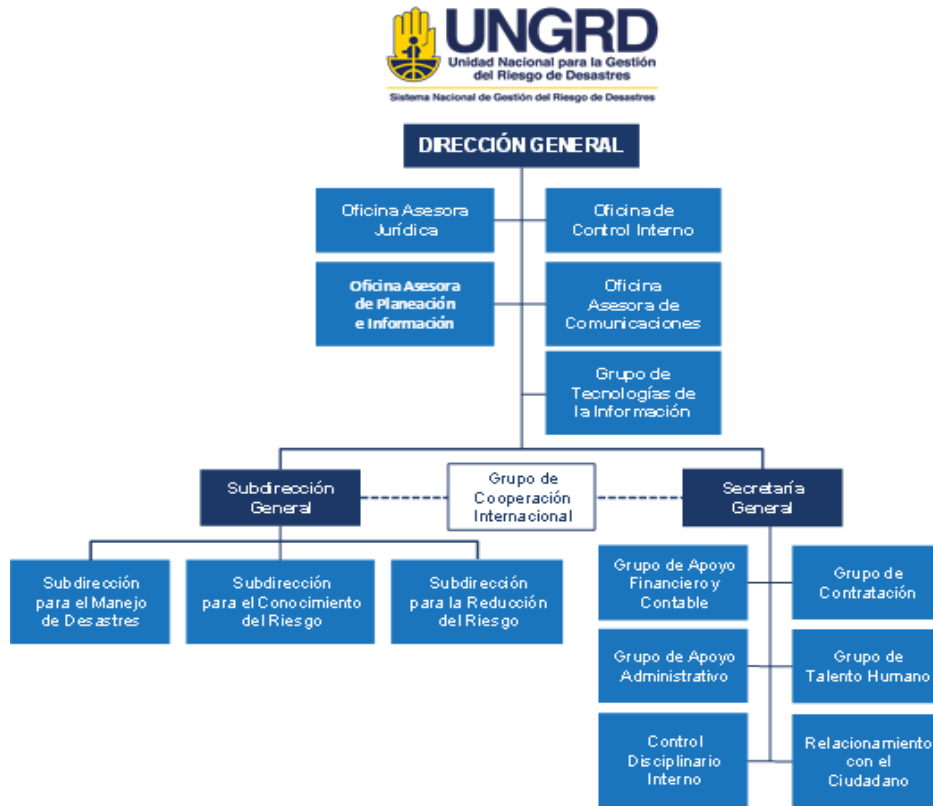 UNGRD
Unidad Nacional para la Gestión
del Riesgo de Desastres
Sistema Nacional de Gestión del Riesgo de Desastres
DIRECCIÓN GENERAL
Oficina Asesora
Jurídica
Oficina de
Control Interno
Oficina Asesora
de Planeación
e Información
Oficina
Asesora de
Comunicaciones
Grupo de
Tecnologías de
la Información
Subdirección
General
Grupo de
Cooperación
Internacional
Secretaría
General
Subdirección
para el Manejo
de Desastres
Subdirección
para el Conocimiento
del Riesgo
Subdirección
para la Reducción
del Riesgo
Grupo de Apoyo
Financiero y
Contable
Grupo de
Contratación
Grupo de Apoyo
Administrativo
Grupo de
Talento Humano
Control
Disciplinario
Interno
Relacionamiento
con el
Ciudadano